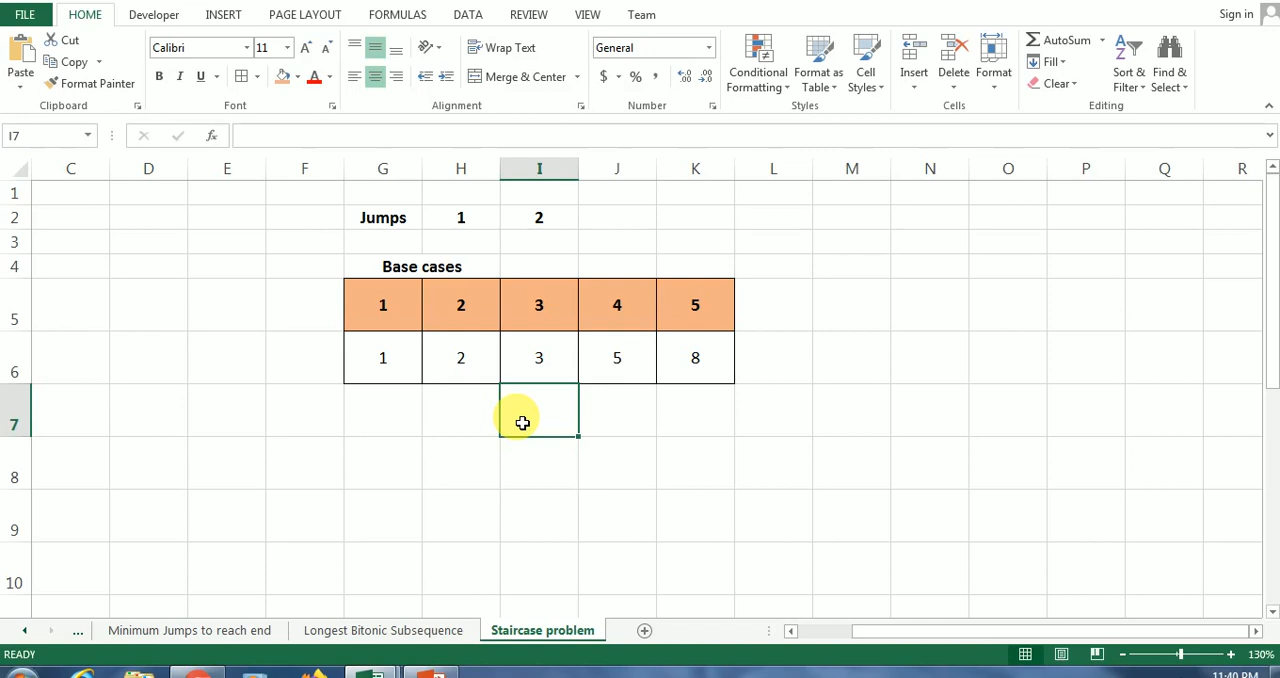 FILE HOME Developer INSERT PAGE LAYOUT FORMULAS DATA REVIEW VIEW Team Sign in
Cut
Copy
Format Painter
Paste
Clipboard
Calibri 11
B I U
Font
Wrap Text
Merge & Center
Alignment
General
$ % ,
Number
Conditional Formatting
Format as Table
Cell Styles
Styles
Insert Delete Format
Cells
AutoSum
Fill
Clear
Sort & Filter
Find & Select
Editing
I7
fx
C D E F G H I J K L M N O P Q R
1
2 Jumps 1 2
3
4 Base cases
5 1 2 3 4 5
6 1 2 3 5 8
7
8
9
10
... Minimum Jumps to reach end Longest Bitonic Subsequence Staircase problem
READY 130%
11:40 PM